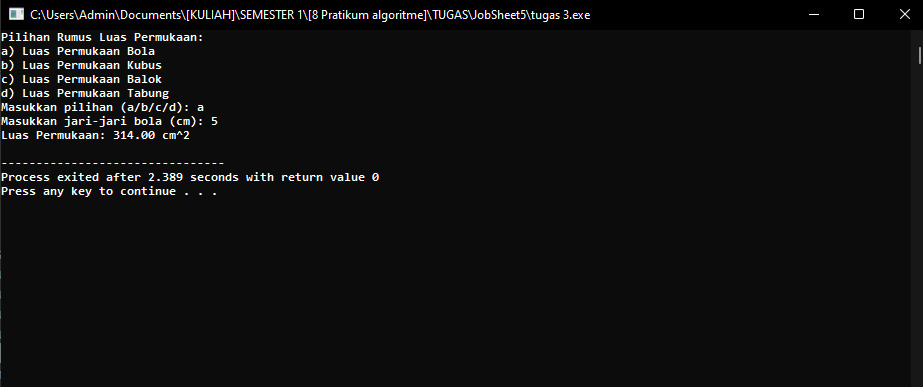 C:\Users\Admin\Documents\[KULIAH]\SEMESTER 1\[8 Pratikum algoritme]\TUGAS\JobSheet5\tugas 3.exe
Pilihan Rumus Luas Permukaan:
a) Luas Permukaan Bola
b) Luas Permukaan Kubus
c) Luas Permukaan Balok
d) Luas Permukaan Tabung
Masukkan pilihan (a/b/c/d): a
Masukkan jari-jari bola (cm): 5
Luas Permukaan: 314.00 cm^2
--------------------------------
Process exited after 2.389 seconds with return value 0
Press any key to continue . . .